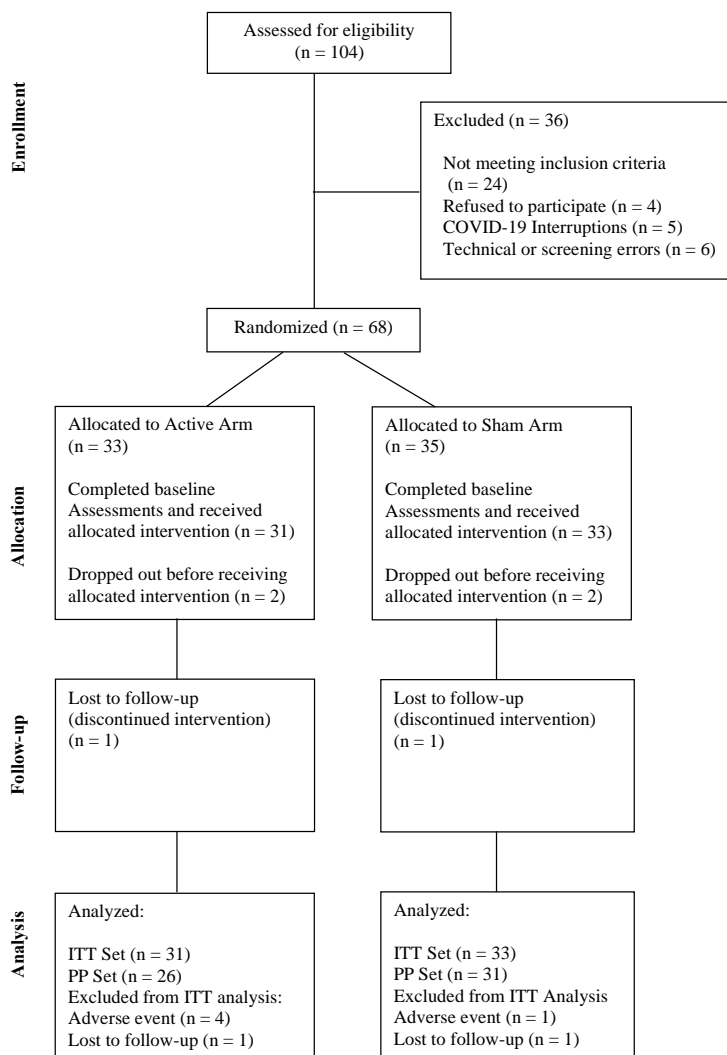 Assessed for eligibility
(n = 104)
Enrollment
Excluded (n = 36)
Not meeting inclusion criteria
(n = 24)
Refused to participate (n = 4)
COVID-19 Interruptions (n = 5)
Technical or screening errors (n = 6)
Randomized (n = 68)
Allocation
Allocated to Active Arm
(n = 33)
Completed baseline
Assessments and received
allocated intervention (n = 31)
Dropped out before receiving
allocated intervention (n = 2)
Allocated to Sham Arm
(n = 35)
Completed baseline
Assessments and received
allocated intervention (n = 33)
Dropped out before receiving
allocated intervention (n = 2)
Follow-up
Lost to follow-up
(discontinued intervention)
(n = 1)
Lost to follow-up
(discontinued intervention)
(n = 1)
Analysis
Analyzed:
ITT Set (n = 31)
PP Set (n = 26)
Excluded from ITT analysis:
Adverse event (n = 4)
Lost to follow-up (n = 1)
Analyzed:
ITT Set (n = 33)
PP Set (n = 31)
Excluded from ITT Analysis
Adverse event (n = 1)
Lost to follow-up (n = 1)